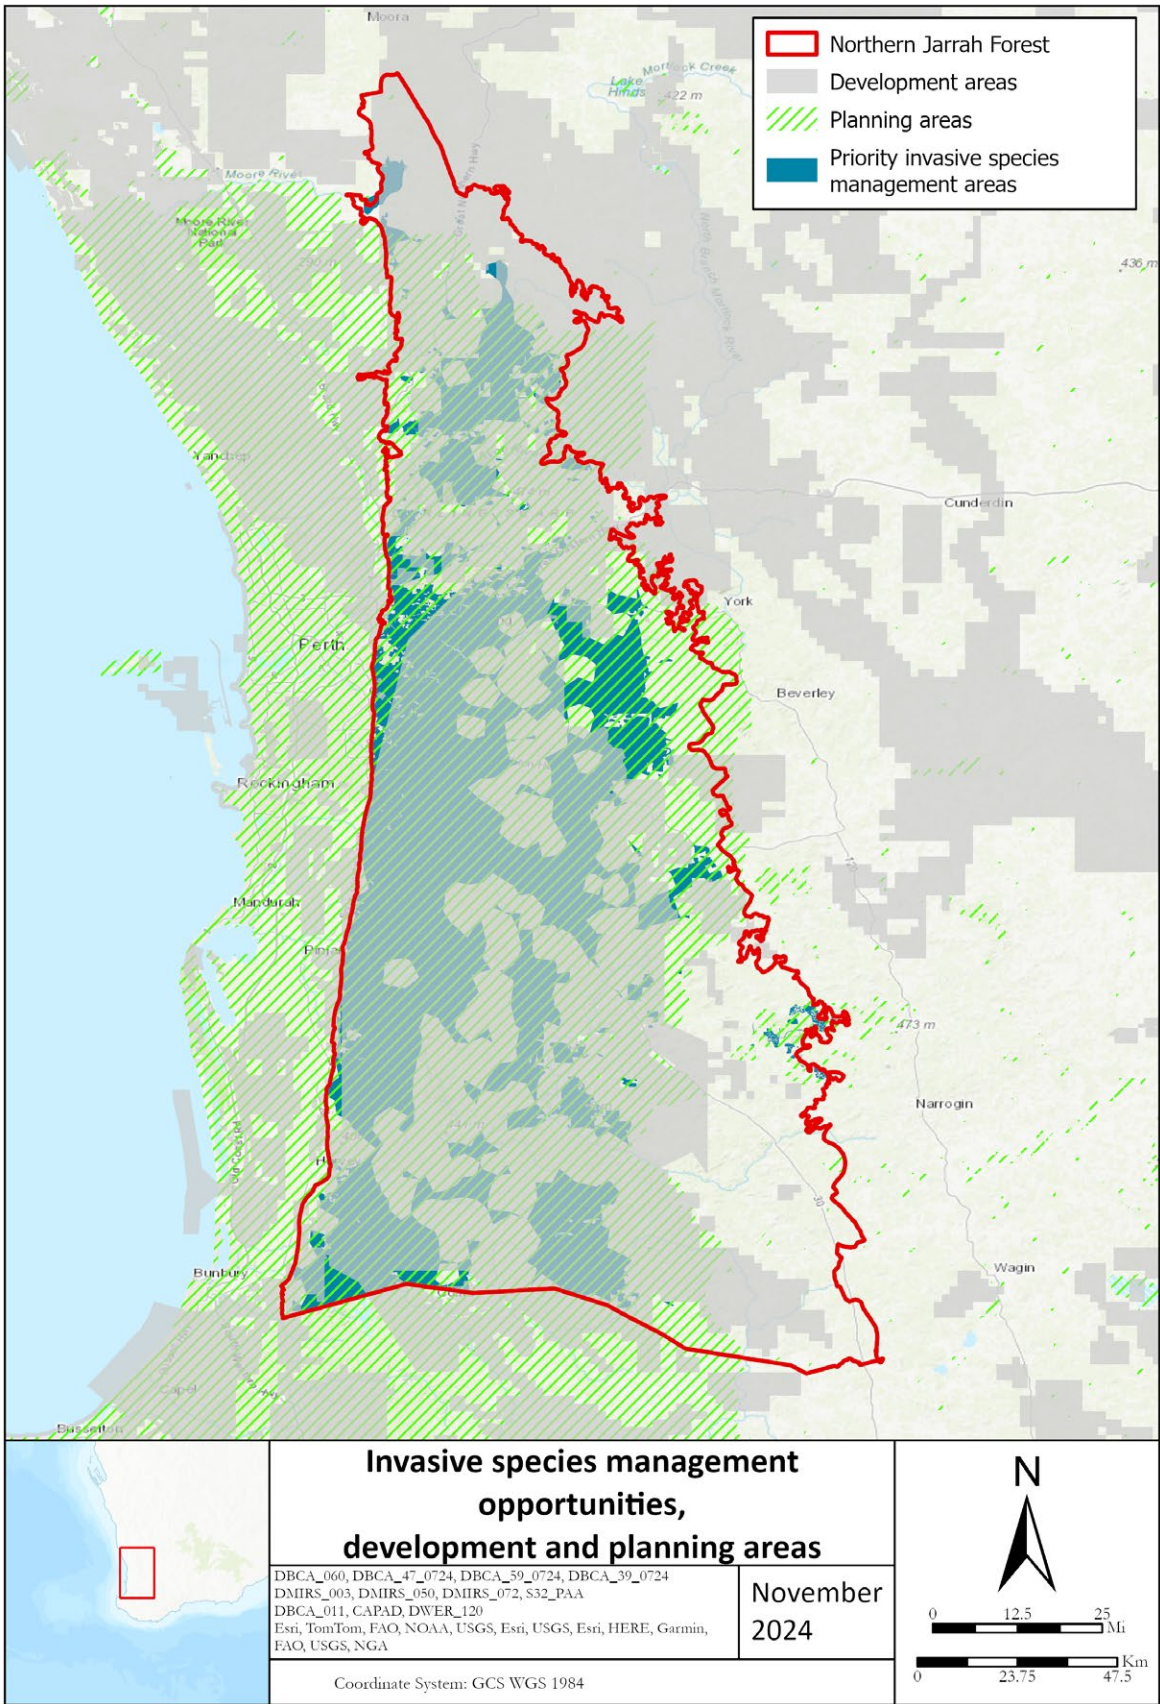 Moora
Northern Jarrah Forest
Development areas
Planning areas
Priority invasive species
management areas
Mortlock Creek
Lake
Hinds
422 m
Moore River
Moore River
National
Park
290 m
Great Northern Hwy
North Branch Mortlock River
436 m
Yanchep
Cunderdin
York
Perth
Beverley
Rockingham
Mandurah
473 m
Narrogin
Old Coast Rd
30
Bunbury
Wagin
Capel
Busselton
Invasive species management
opportunities,
development and planning areas
DBCA_060, DBCA_47_0724, DBCA_59_0724, DBCA_39_0724
DMIRS_003, DMIRS_050, DMIRS_072, S32_PAA
DBCA_011, CAPAD, DWER_120
Esri, TomTom, FAO, NOAA, USGS, Esri, USGS, Esri, HERE, Garmin,
FAO, USGS, NGA
November
2024
Coordinate System: GCS WGS 1984
N
0 12.5 25
Mi
Km
0 23.75 47.5